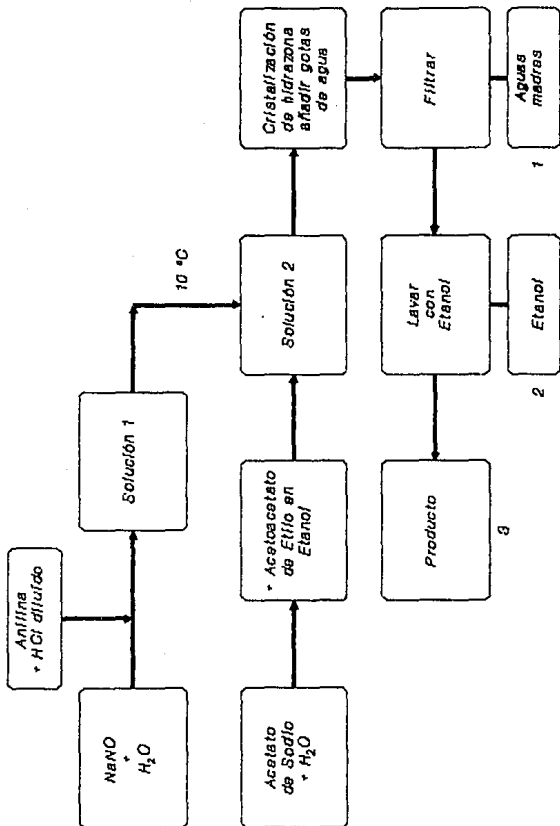 Anilina
+ HCl diluído
NaNO
+
H₂O
Solución 1
10 °C
Acetato
de Sodio
+ H₂O
+ Acetoacetato
de Etilo en
Etanol
Solución 2
Cristalización
de hidrazona
añadir gotas
de agua
Filtrar
Aguas
madres
1
Lavar
con
Etanol
Etanol
2
Producto
3